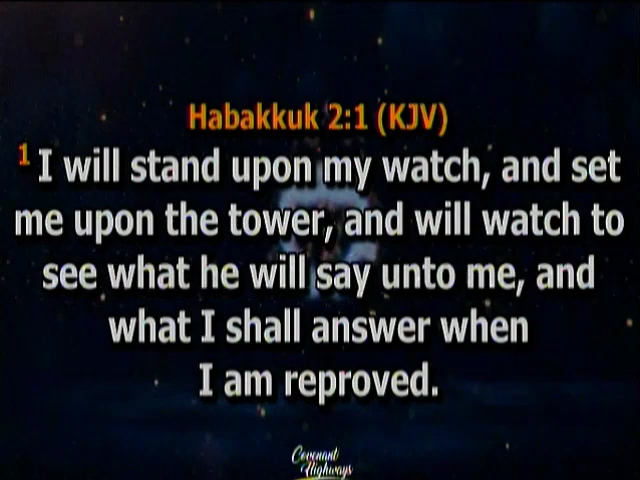 Habakkuk 2:1 (KJV)
1 I will stand upon my watch, and set
me upon the tower, and will watch to
see what he will say unto me, and
what I shall answer when
I am reproved.
Covenant
Highways